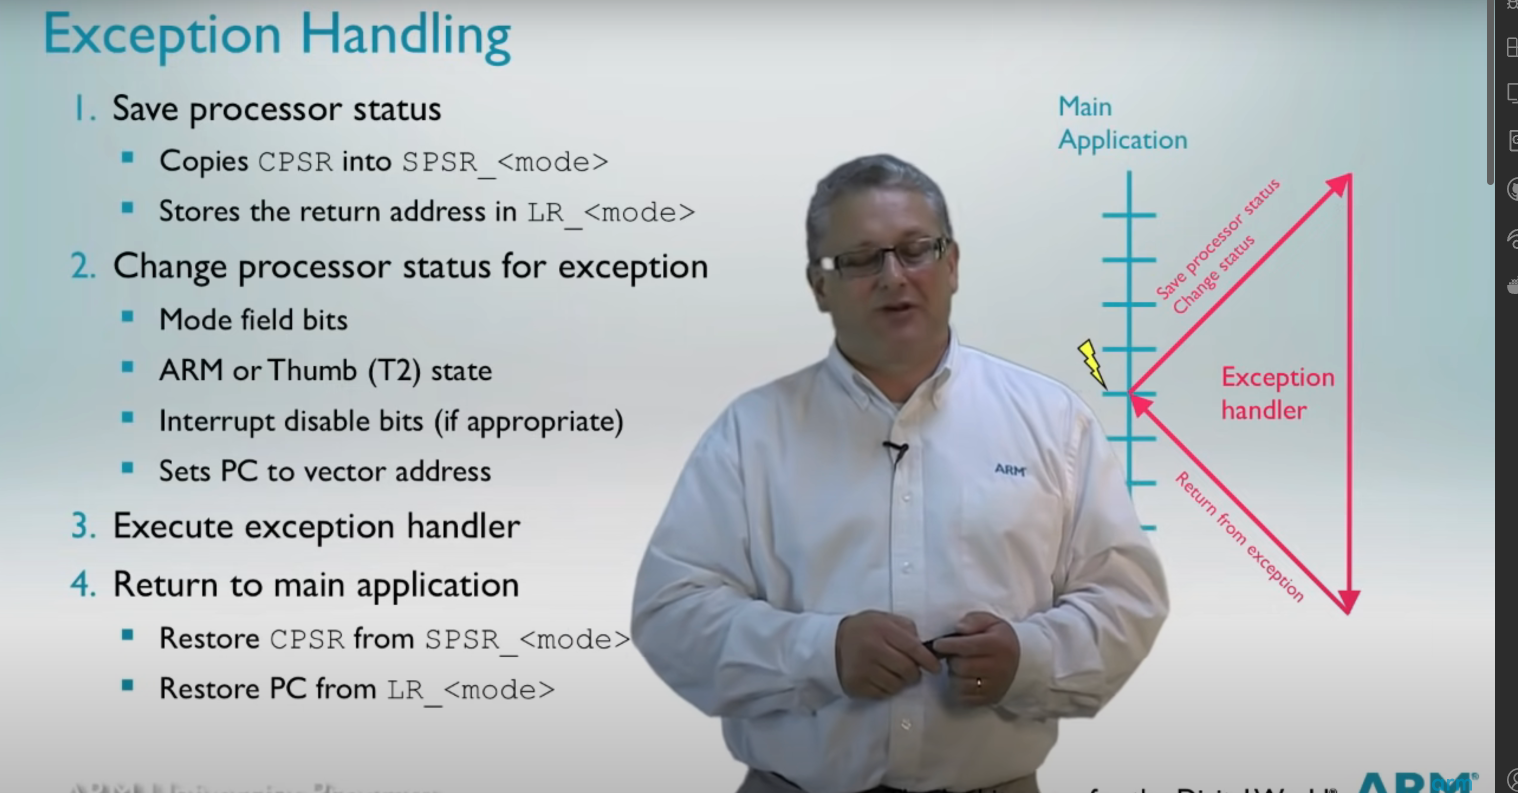 Exception Handling
1. Save processor status
Copies CPSR into SPSR_<mode>
Stores the return address in LR_<mode>
2. Change processor status for exception
Mode field bits
ARM or Thumb (T2) state
Interrupt disable bits (if appropriate)
Sets PC to vector address
3. Execute exception handler
4. Return to main application
Restore CPSR from SPSR_<mode>
Restore PC from LR_<mode>
Main
Application
Save processor status
Change status
Exception
handler
Return from exception
ARM
for the Digital World®
ARM®